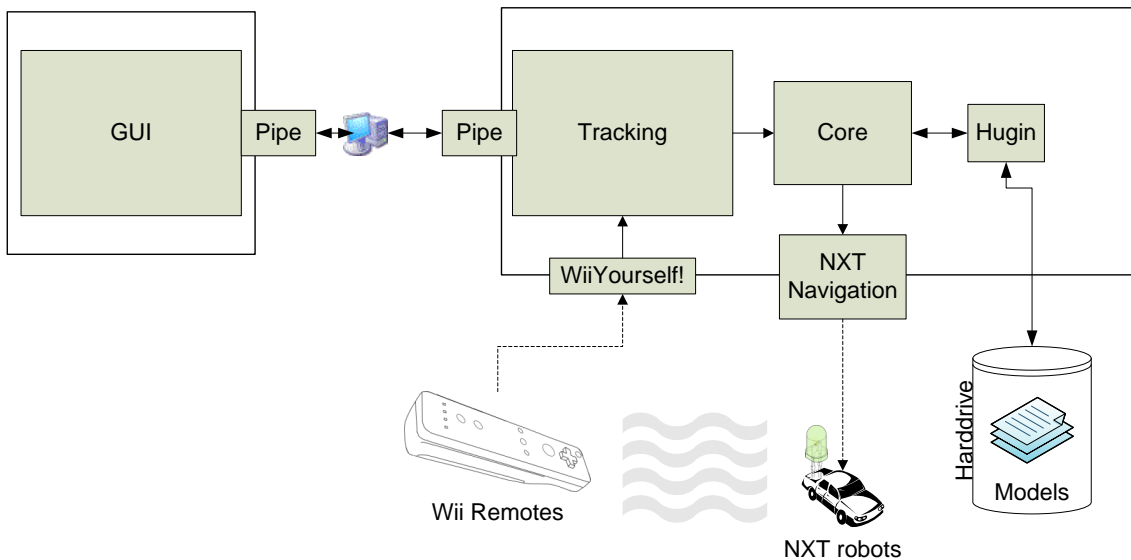 GUI
Pipe
Pipe
Tracking
Core
Hugin
WiiYourself!
NXT
Navigation
Harddrive
Models
Wii Remotes
NXT robots